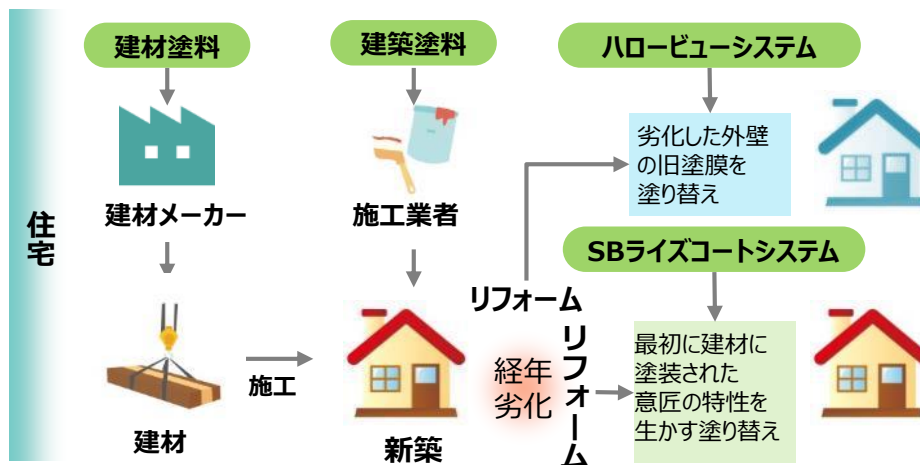 住宅
建材塗料
建材メーカー
建材
施工
建築塗料
施工業者
新築
経年
劣化
リフォーム
ハロービューシステム
劣化した外壁
の旧塗膜を
塗り替え
リフォーム
SBライズコートシステム
最初に建材に
塗装された
意匠の特性を
生かす塗り替え